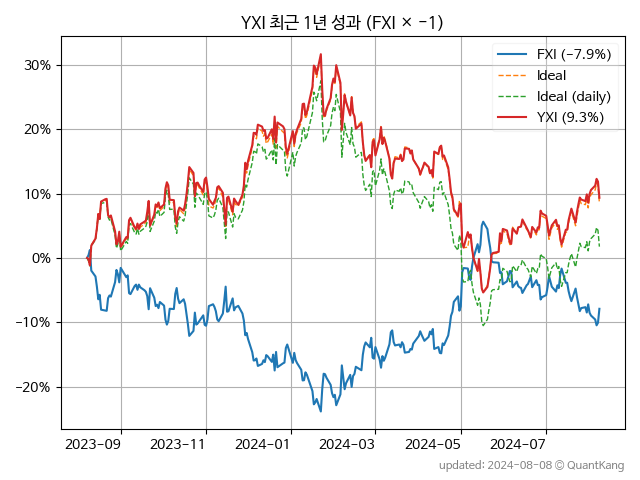 YXI 최근 1년 성과 (FXI × -1)
FXI (-7.9%)
Ideal
Ideal (daily)
YXI (9.3%)
30%
20%
10%
0%
-10%
-20%
2023-09 2023-11 2024-01 2024-03 2024-05 2024-07
updated: 2024-08-08 © QuantKang